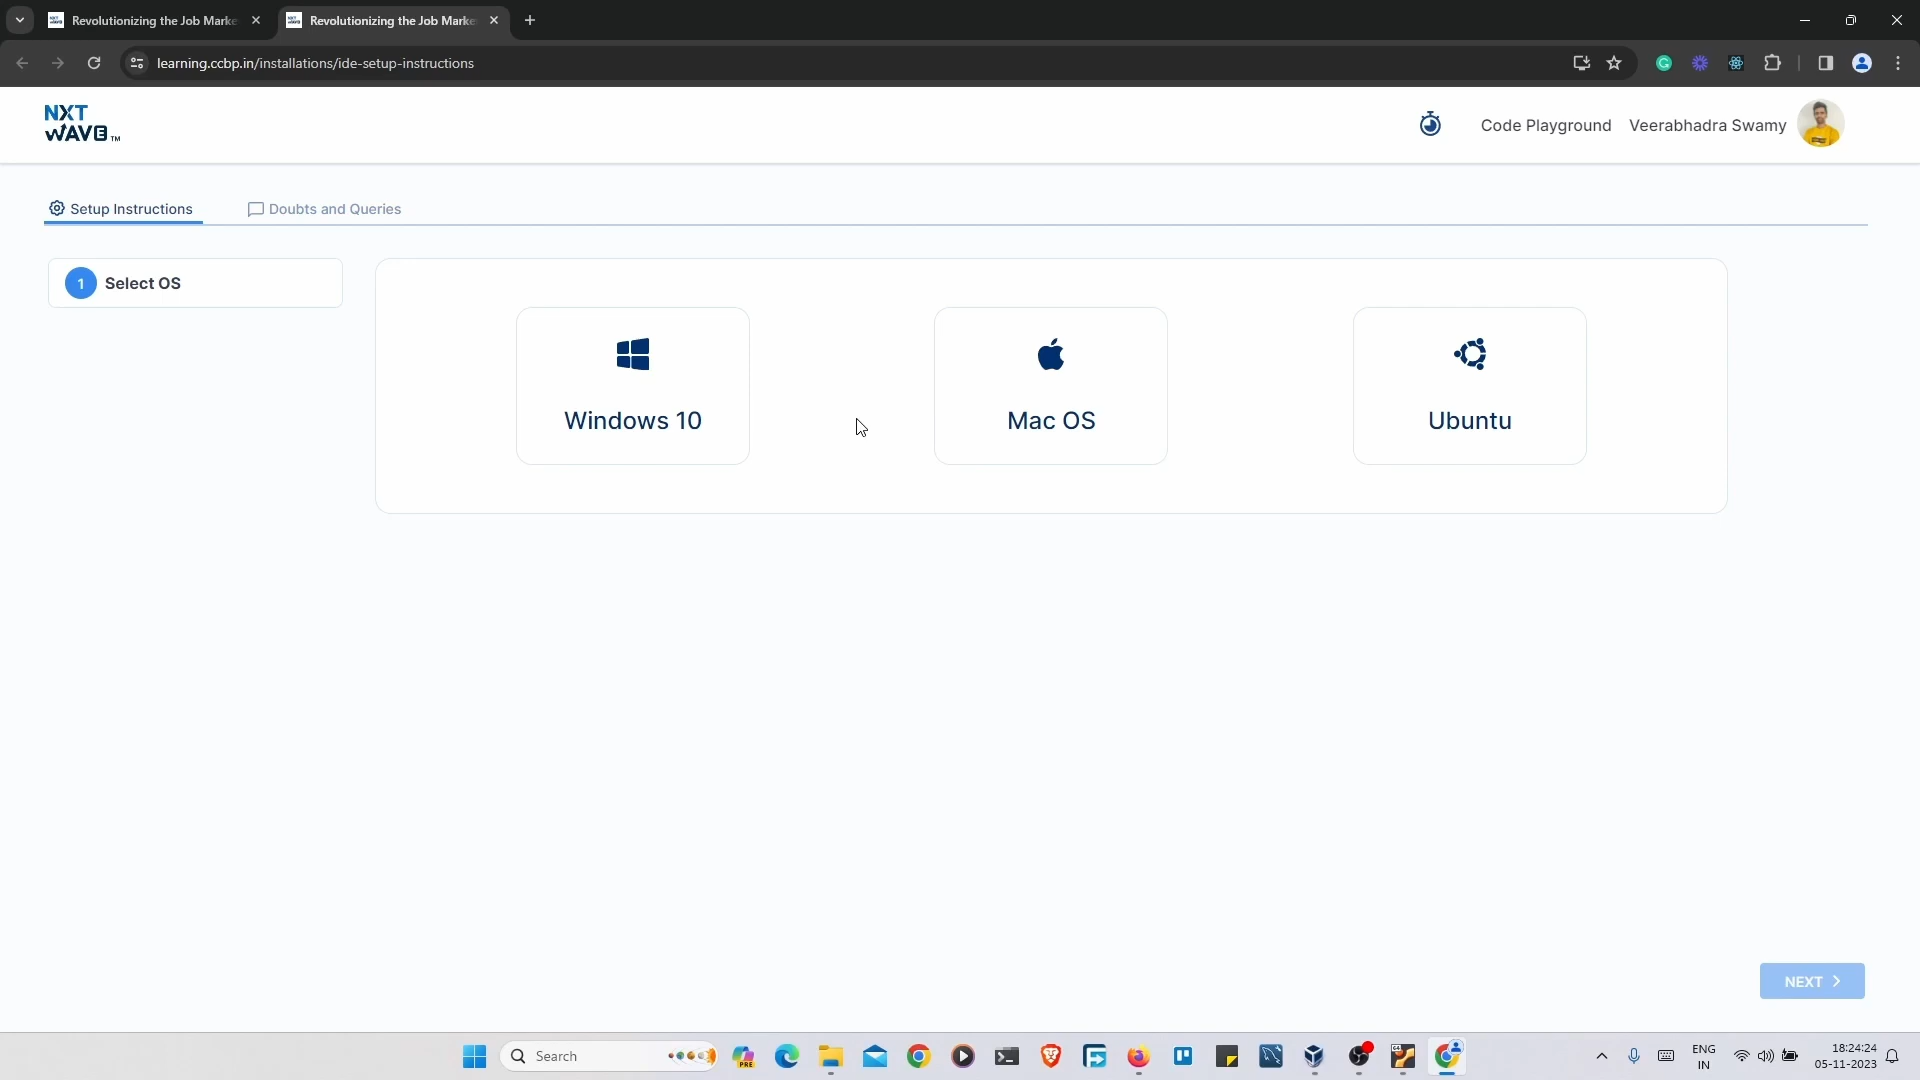 Revolutionizing the Job Marke
Revolutionizing the Job Marke
learning.ccbp.in/installations/ide-setup-instructions
NXT
WAVE TM
Code Playground
Veerabhadra Swamy
Setup Instructions
Doubts and Queries
1 Select OS
Windows 10
Mac OS
Ubuntu
NEXT
Search
PRE
ENG
IN
18:24:24
05-11-2023